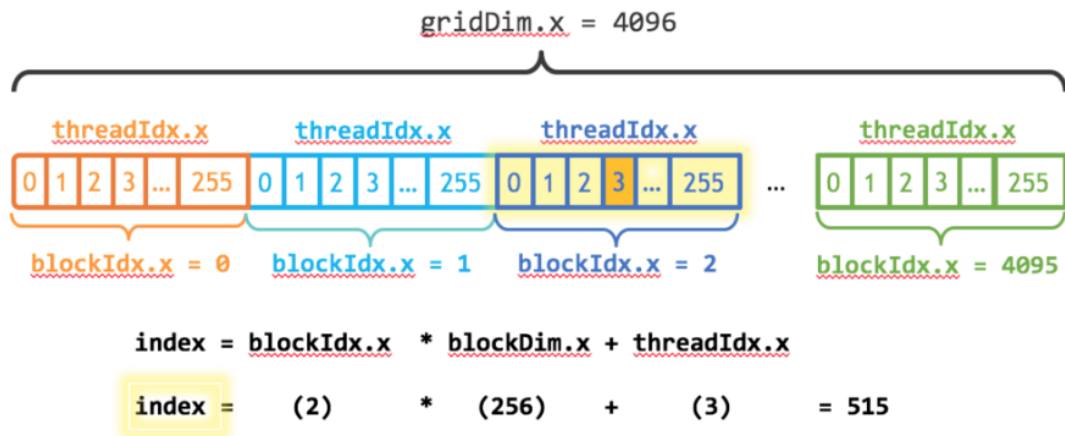 gridDim.x = 4096
threadIdx.x threadIdx.x threadIdx.x threadIdx.x
0 1 2 3 ... 255 0 1 2 3 ... 255 0 1 2 3 ... 255 ... 0 1 2 3 ... 255
blockIdx.x = 0 blockIdx.x = 1 blockIdx.x = 2 blockIdx.x = 4095
index = blockIdx.x * blockDim.x + threadIdx.x
index = (2) * (256) + (3) = 515